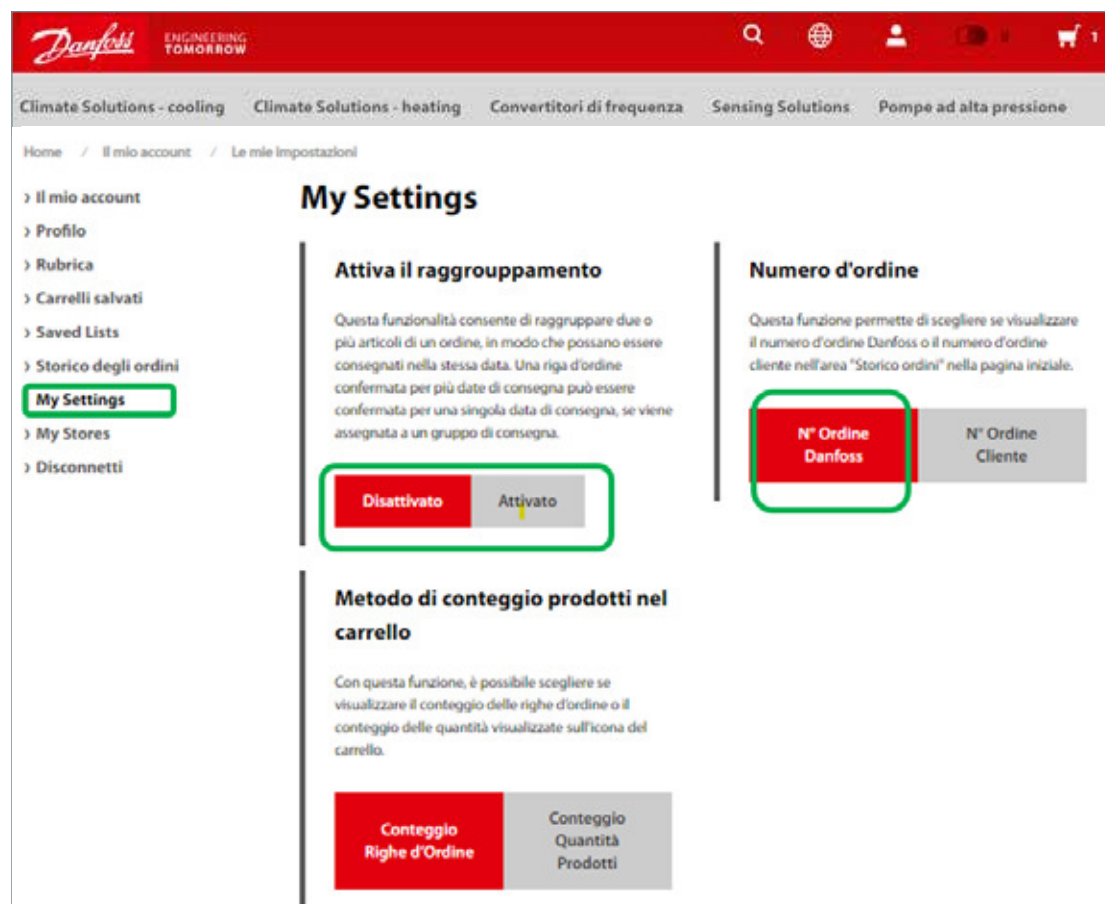 Danfoss
ENGINEERING
TOMORROW
1
Climate Solutions - cooling Climate Solutions - heating Convertitori di frequenza Sensing Solutions Pompe ad alta pressione
Home / Il mio account / Le mie impostazioni
› Il mio account
› Profilo
› Rubrica
› Carrelli salvati
› Saved Lists
› Storico degli ordini
My Settings
› My Stores
› Disconnetti
My Settings
Attiva il raggrouppamento
Questa funzionalità consente di raggruppare due o
più articoli di un ordine, in modo che possano essere
consegnati nella stessa data. Una riga d'ordine
confermata per più date di consegna può essere
confermata per una singola data di consegna, se viene
assegnata a un gruppo di consegna.
Disattivato Attivato
Numero d'ordine
Questa funzione permette di scegliere se visualizzare
il numero d'ordine Danfoss o il numero d'ordine
cliente nell'area "Storico ordini" nella pagina iniziale.
N° Ordine
Danfoss
N° Ordine
Cliente
Metodo di conteggio prodotti nel
carrello
Con questa funzione, è possibile scegliere se
visualizzare il conteggio delle righe d'ordine o il
conteggio delle quantità visualizzate sull'icona del
carrello.
Conteggio
Righe d'Ordine
Conteggio
Quantità
Prodotti